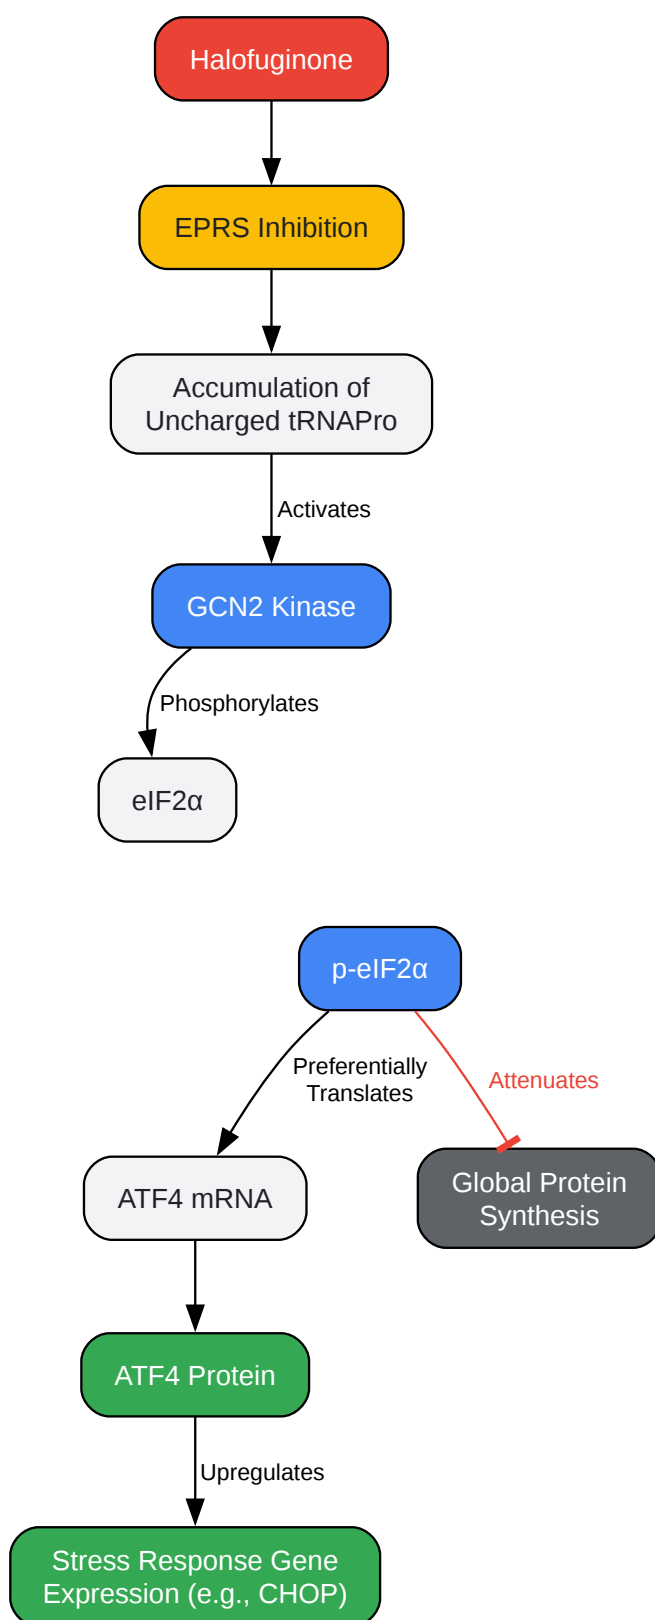 Halofuginone
EPRS Inhibition
Accumulation of
Uncharged tRNAPro
Activates
GCN2 Kinase
Phosphorylates
eIF2α
p-eIF2α
Preferentially
Translates
Attenuates
ATF4 mRNA
Global Protein
Synthesis
ATF4 Protein
Upregulates
Stress Response Gene
Expression (e.g., CHOP)